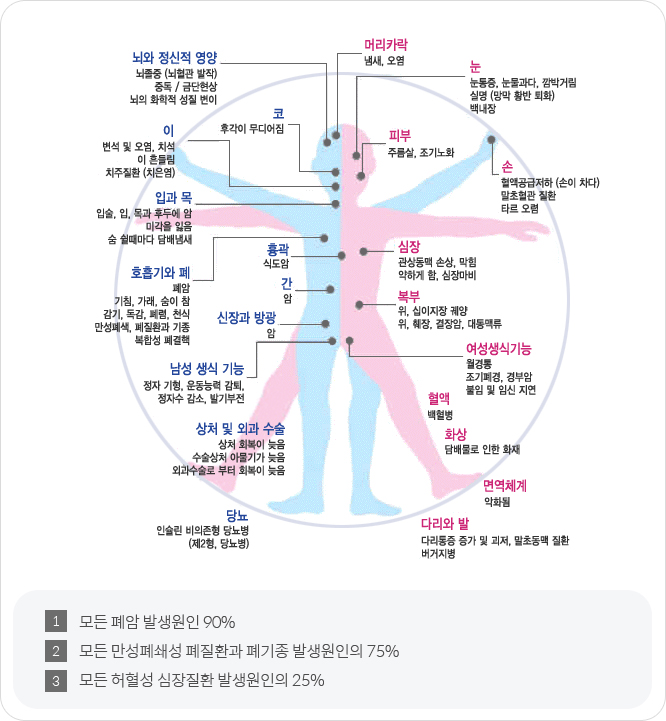 뇌와 정신적 영양
뇌졸중 (뇌혈관 발작)
중독 / 금단현상
뇌의 화학적 성질 변이
머리카락
냄새, 오염
눈
눈통증, 눈물과다, 깜박거림
실명 (망막 황반 퇴화)
백내장
코
후각이 무디어짐
이
변석 및 오염, 치석
이 흔들림
치주질환 (치은염)
피부
주름살, 조기노화
손
혈액공급저하 (손이 차다)
말초혈관 질환
타르 오렴
입과 목
입술, 입, 목과 후두에 암
미각을 잃음
숨 쉴때마다 담배냄새
흉곽
식도암
심장
관상동맥 손상, 막힘
약하게 함, 심장마비
호흡기와 폐
폐암
기침, 가래, 숨이 참
감기, 독감, 폐렴, 천식
만성폐색, 폐질환과 기종
복합성 폐결핵
간
암
복부
위, 십이지장 궤양
위, 췌장, 결장암, 대동맥류
신장과 방광
암
여성생식기능
월경통
조기폐경, 경부암
불임 및 임신 지연
남성 생식 기능
정자 기형, 운동능력 감퇴,
정자수 감소, 발기부전
혈액
백혈병
상처 및 외과 수술
상처 회복이 늦음
수술상처 아물기가 늦음
외과수술로 부터 회복이 늦음
화상
담배물로 인한 화재
면역체계
악화됨
당뇨
인슐린 비의존형 당뇨병
(제2형, 당뇨병)
다리와 발
다리통증 증가 및 괴저, 말초동맥 질환
버거지병
1 모든 폐암 발생원인 90%
2 모든 만성폐쇄성 폐질환과 폐기종 발생원인의 75%
3 모든 허혈성 심장질환 발생원인의 25%